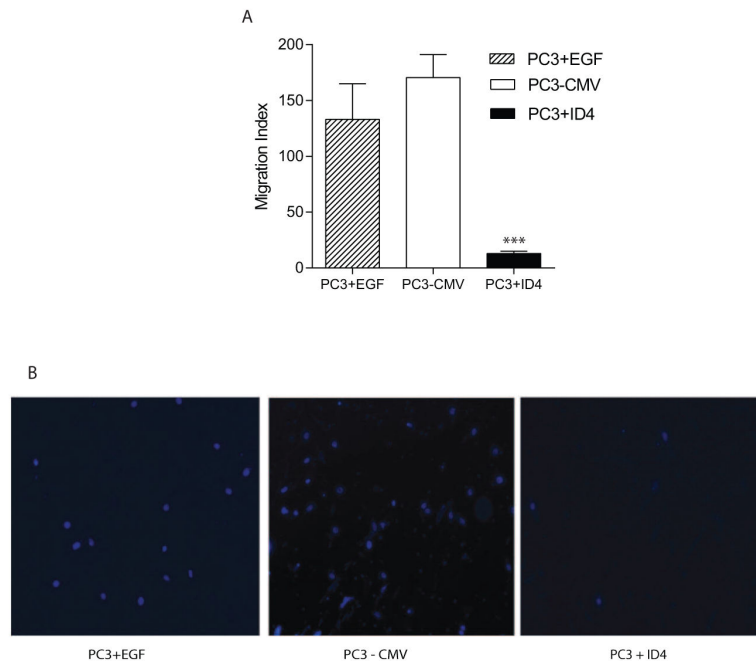 A
200
150
100
50
0
Migration Index
PC3+EGF
PC3-CMV
PC3+ID4
***
PC3+EGF
PC3-CMV
PC3+ID4
B
PC3+EGF
PC3 - CMV
PC3 + ID4